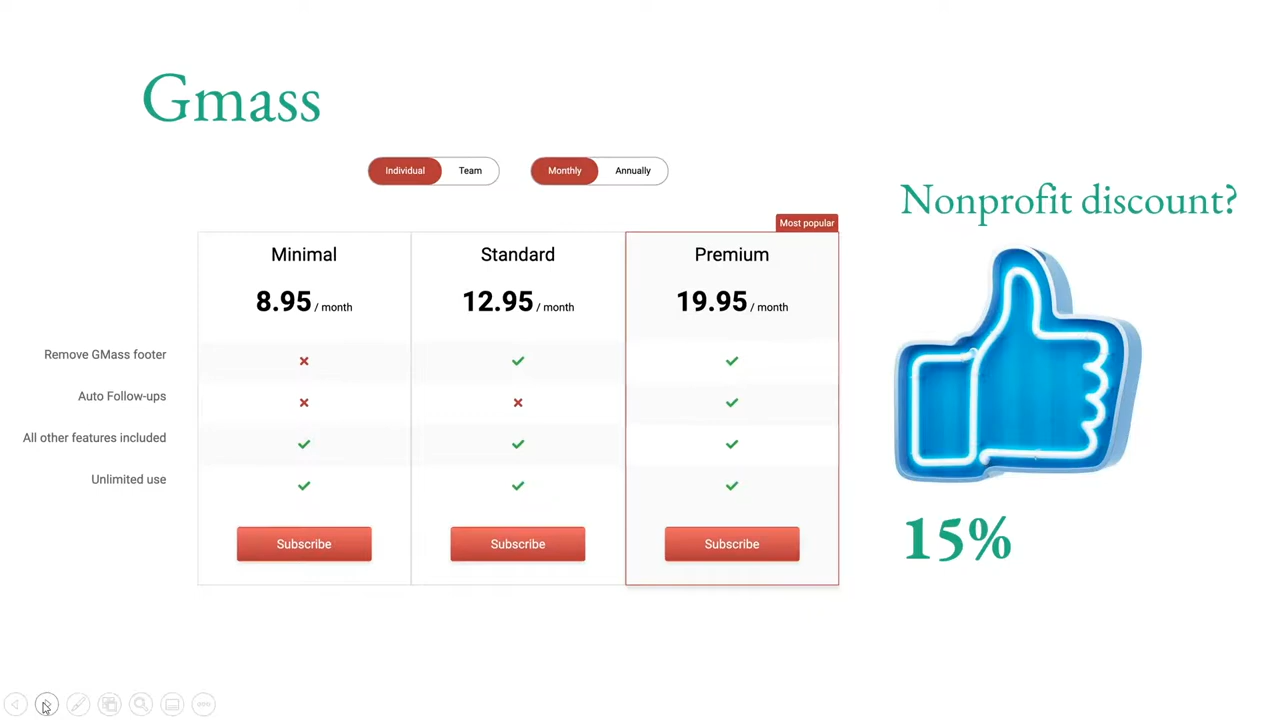 Gmass
Individual Team Monthly Annually
Nonprofit discount?
Most popular
Minimal Standard Premium
8.95 / month 12.95 / month 19.95 / month
Remove GMass footer
Auto Follow-ups
All other features included
Unlimited use
Subscribe Subscribe Subscribe
15%